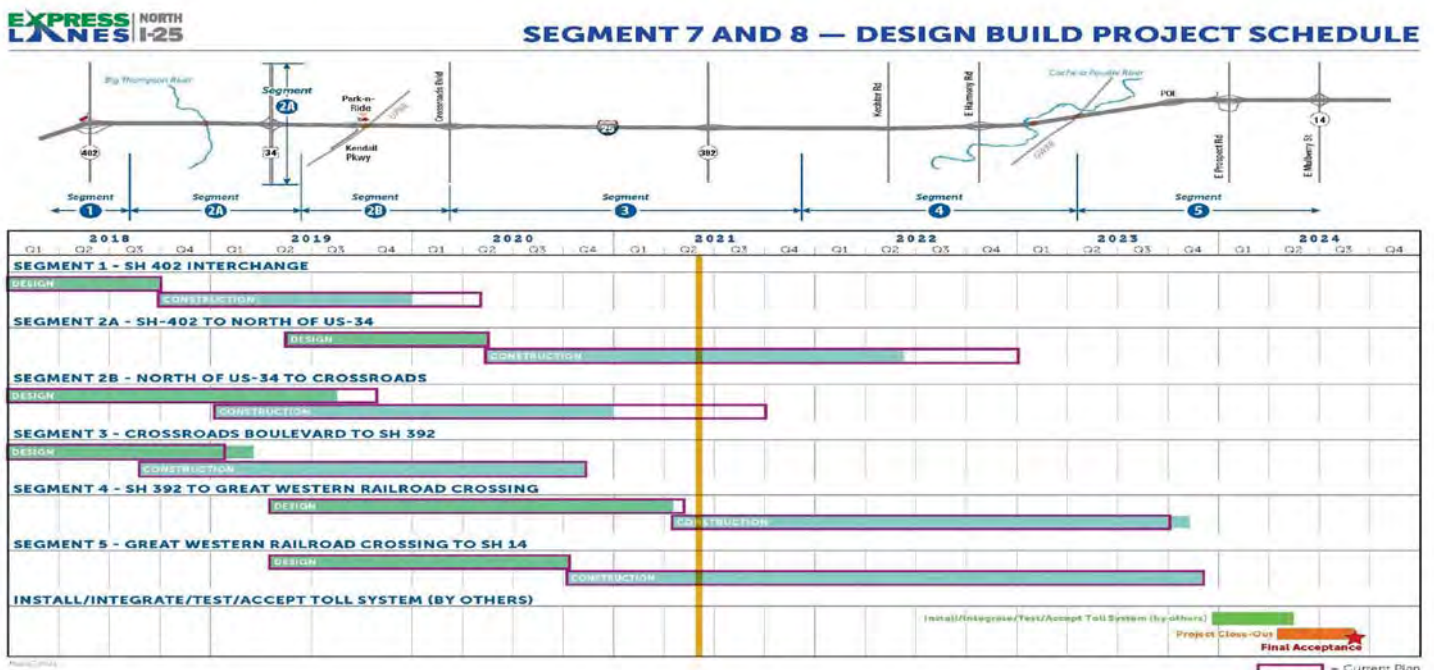 EXPRESS LANES NORTH I-25
SEGMENT 7 AND 8 — DESIGN BUILD PROJECT SCHEDULE
Big Thompson River
Segment
2A
Park-n-Ride
UPRR
Crossroads Blvd
Kechter Rd
E Harmony Rd
Cache la Poudre River
POE
402
34
Kendall Pkwy
25
392
GWRR
E Prospect Rd
E Mulberry St
14
Segment Segment Segment Segment Segment Segment
1 2A 2B 3 4 5
2018 2019 2020 2021 2022 2023 2024
Q1 Q2 Q3 Q4 Q1 Q2 Q3 Q4 Q1 Q2 Q3 Q4 Q2 Q4 Q1 Q2 Q3 Q4 Q1 Q2 Q3 Q4 Q1 Q2 Q3 Q4
SEGMENT 1 - SH 402 INTERCHANGE
DESIGN
CONSTRUCTION
SEGMENT 2A - SH-402 TO NORTH OF US-34
DESIGN
CONSTRUCTION
SEGMENT 2B - NORTH OF US-34 TO CROSSROADS
DESIGN
CONSTRUCTION
SEGMENT 3 - CROSSROADS BOULEVARD TO SH 392
DESIGN
CONSTRUCTION
SEGMENT 4 - SH 392 TO GREAT WESTERN RAILROAD CROSSING
DESIGN
CONSTRUCTION
SEGMENT 5 - GREAT WESTERN RAILROAD CROSSING TO SH 14
DESIGN
CONSTRUCTION
INSTALL/INTEGRATE/TEST/ACCEPT TOLL SYSTEM (BY OTHERS)
Install/Integrate/Test/Accept Toll System (by others)
Project Close-Out
Final Acceptance
= Current Plan